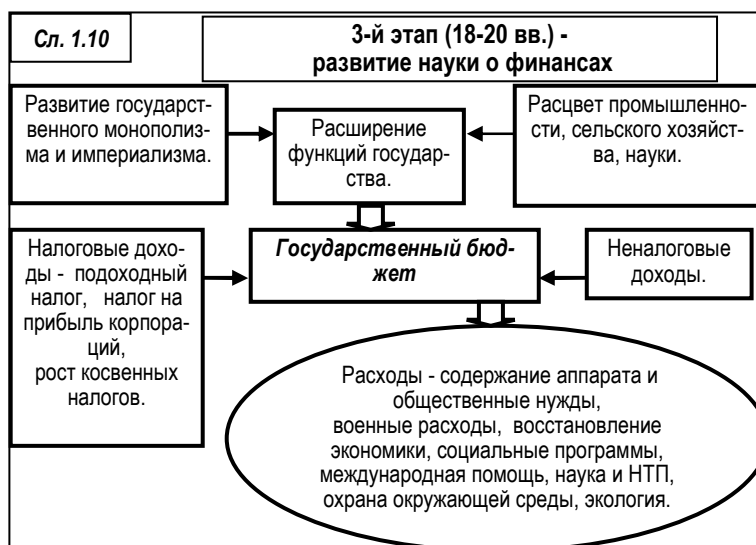 Сл. 1.10
3-й этап (18-20 вв.) -
развитие науки о финансах
Развитие государст-
венного монополиз-
ма и империализма.
Расширение
функций государ-
ства.
Расцвет промышленно-
сти, сельского хозяйст-
ва, науки.
Налоговые дохо-
ды - подоходный
налог, налог на
прибыль корпора-
ций,
рост косвенных
налогов.
Государственный бюд-
жет
Неналоговые
доходы.
Расходы - содержание аппарата и
общественные нужды,
военные расходы, восстановление
экономики, социальные программы,
международная помощь, наука и НТП,
охрана окружающей среды, экология.